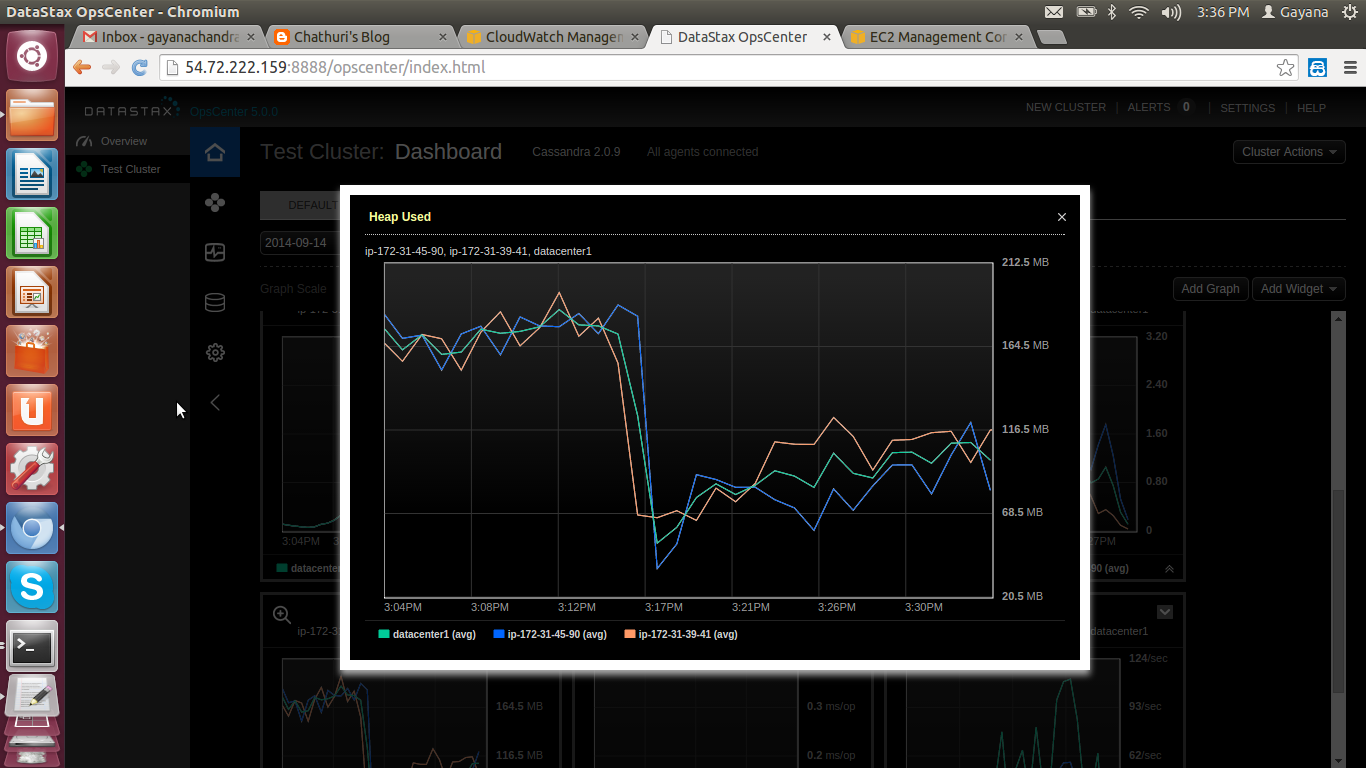 DataStax OpsCenter - Chromium
3:36 PM Gayana
Inbox - gayanachandra
Chathuri's Blog
CloudWatch Managem
DataStax OpsCenter
EC2 Management Con
54.72.222.159:8888/opscenter/index.html
DATASTAX OpsCenter 5.0.0
NEW CLUSTER | ALERTS 0 | SETTINGS | HELP
Overview
Test Cluster
Test Cluster: Dashboard Cassandra 2.0.9 All agents connected
Cluster Actions
DEFAULT
2014-09-14
Graph Scale
Add Graph
Add Widget
Heap Used
ip-172-31-45-90, ip-172-31-39-41, datacenter1
212.5 MB
164.5 MB
116.5 MB
68.5 MB
20.5 MB
3:04PM 3:08PM 3:12PM 3:17PM 3:21PM 3:26PM 3:30PM
datacenter1 (avg) ip-172-31-45-90 (avg) ip-172-31-39-41 (avg)
3.20
2.40
1.60
0.80
0
3:04PM
27PM
datacente
90 (avg)
ip-172-3
datacenter1
164.5 MB
116.5 MB
0.3 ms/op
0.2 ms/op
124/sec
93/sec
62/sec